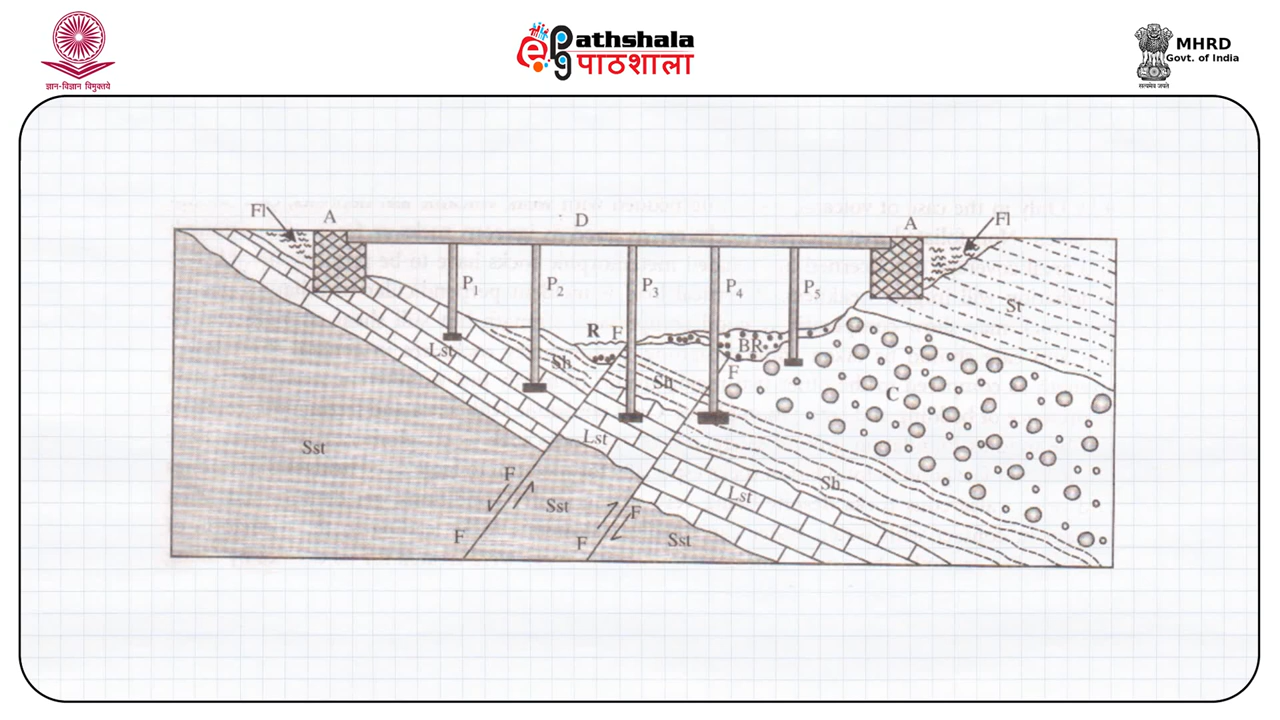 ज्ञान-विज्ञान विमुक्तये
epg
athshala
पाठशाला
MHRD
Govt. of India
सत्यमेव जयते
Fl
A
D
A
Fl
P1
P2
P3
P4
P5
St
R
F
BR
Lst
Sh
Sh
F
C
Sst
Lst
F
Sst
F
Lst
Sh
F
F
Sst